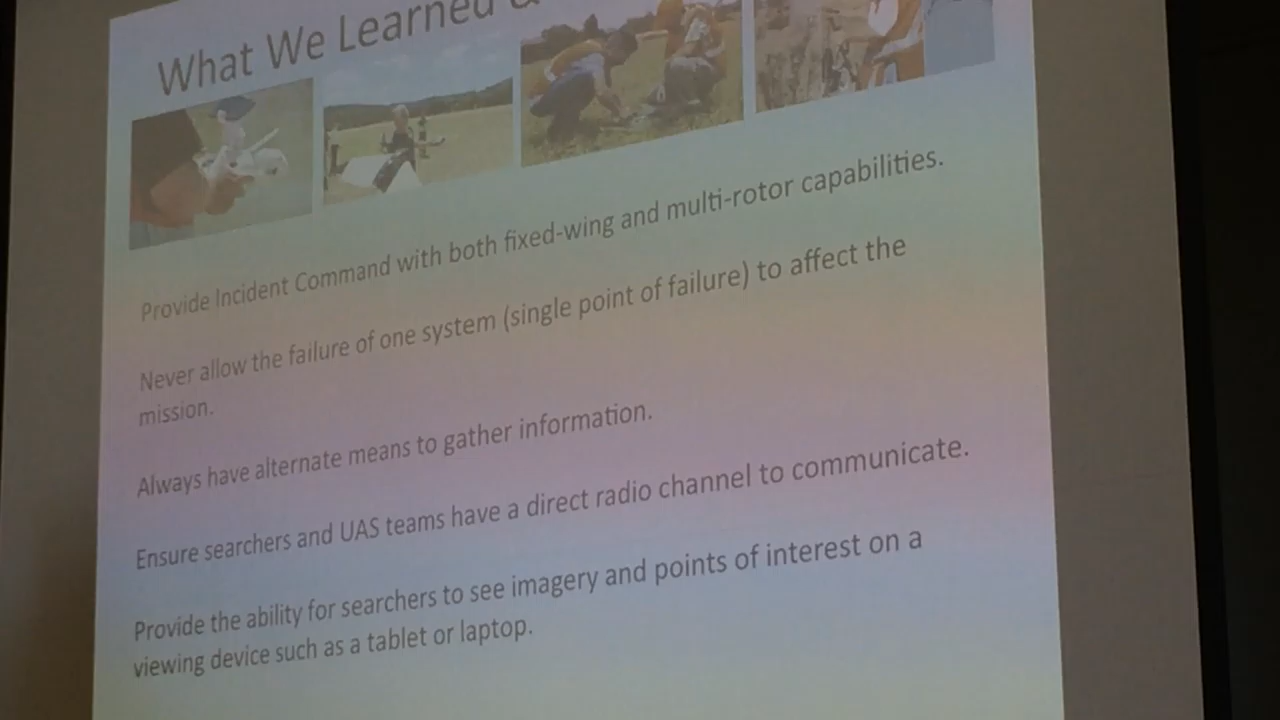 What We Learned &
Provide Incident Command with both fixed-wing and multi-rotor capabilities.
Never allow the failure of one system (single point of failure) to affect the
mission.
Always have alternate means to gather information.
Ensure searchers and UAS teams have a direct radio channel to communicate.
Provide the ability for searchers to see imagery and points of interest on a
viewing device such as a tablet or laptop.